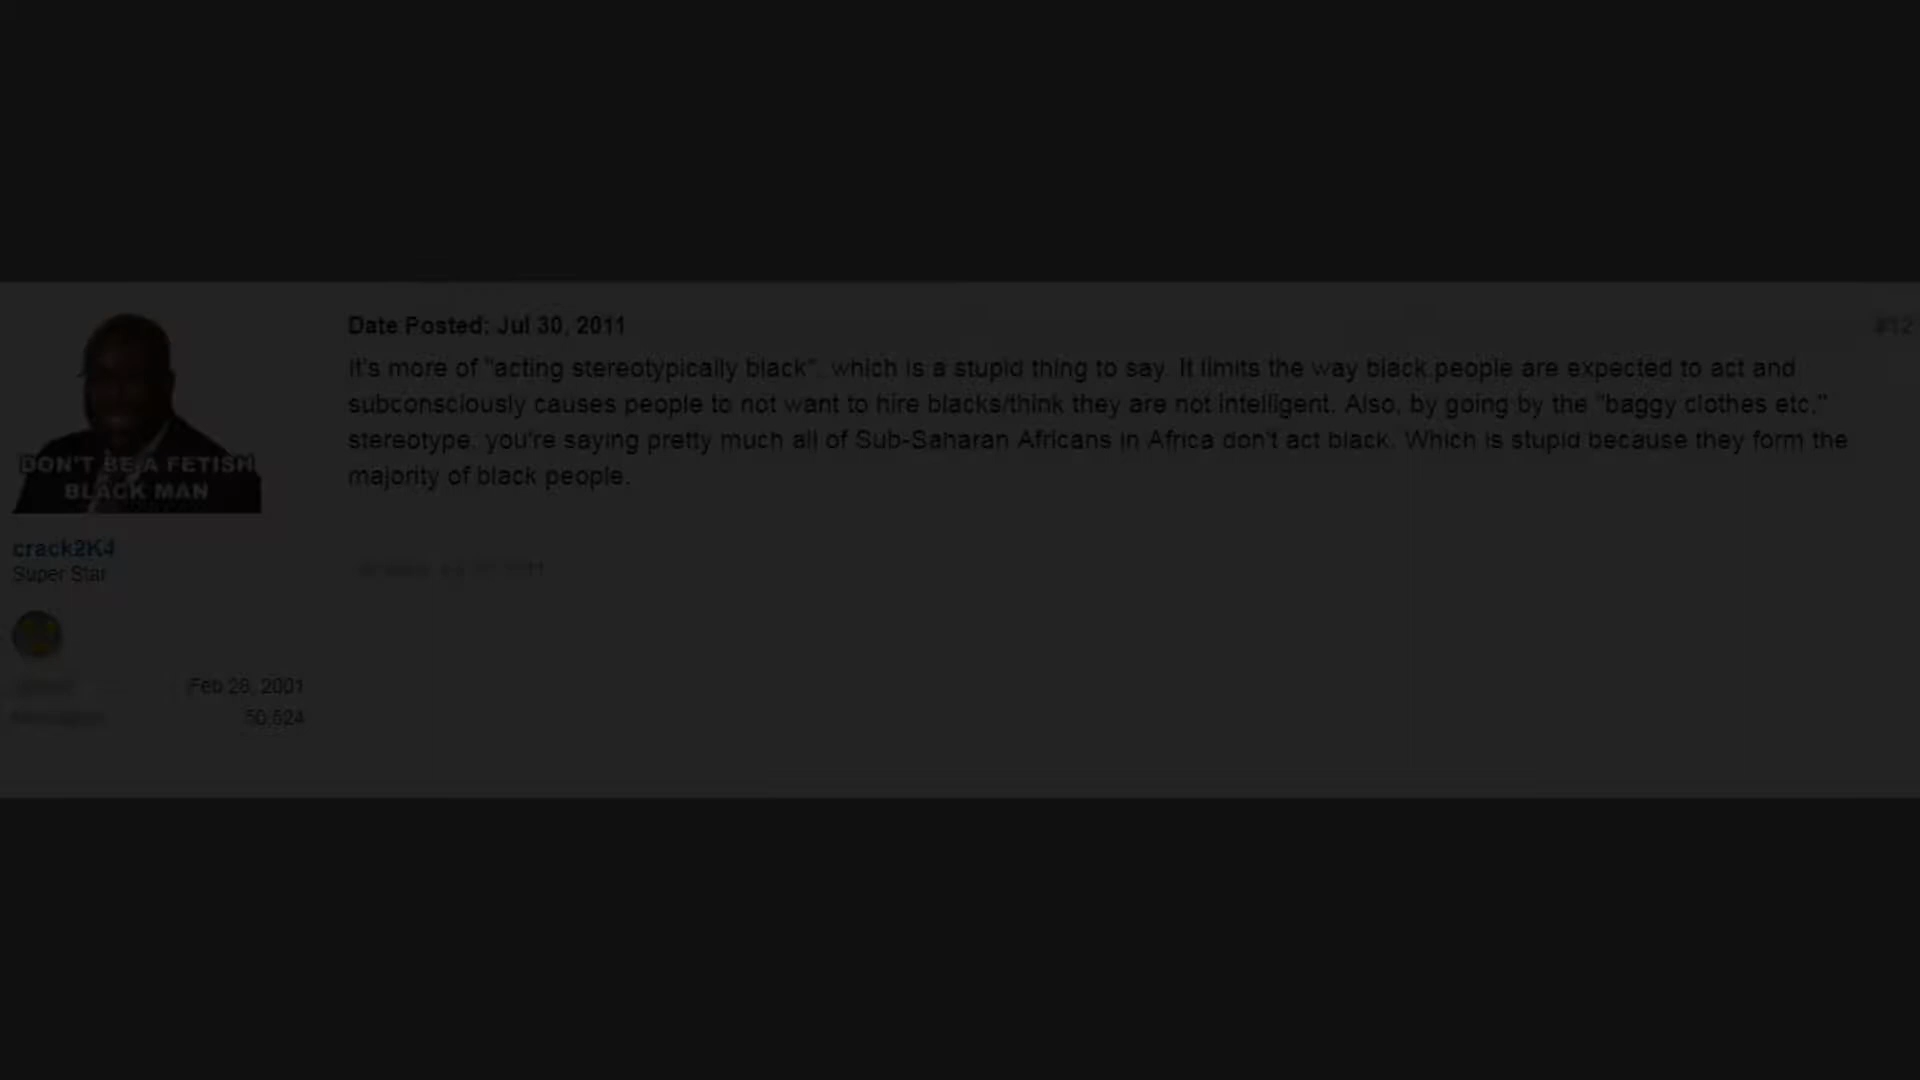 Date Posted: Jul 30, 2011
#12
It's more of "acting stereotypically black", which is a stupid thing to say. It limits the way black people are expected to act and
subconsciously causes people to not want to hire blacks/think they are not intelligent. Also, by going by the "baggy clothes etc."
stereotype, you're saying pretty much all of Sub-Saharan Africans in Africa don't act black. Which is stupid because they form the
majority of black people.
DON'T BE A FETISH
BLACK MAN
crack2K4
Super Star
Feb 28, 2001
50,524